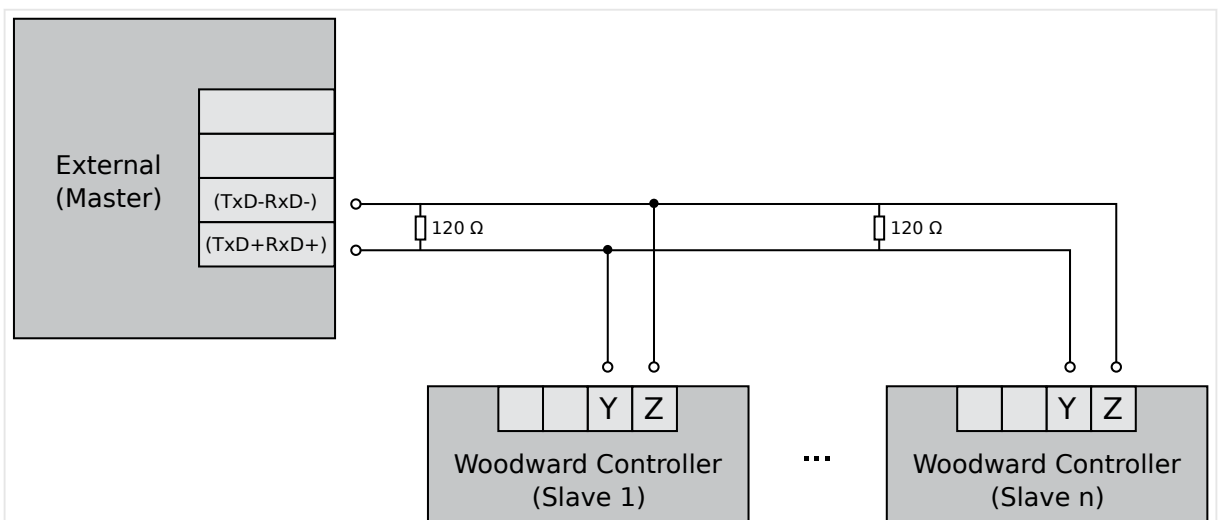 External
(Master)
(TxD-RxD-)
(TxD+RxD+)
120 Ω
120 Ω
Y Z
Woodward Controller
(Slave 1)
...
Y Z
Woodward Controller
(Slave n)